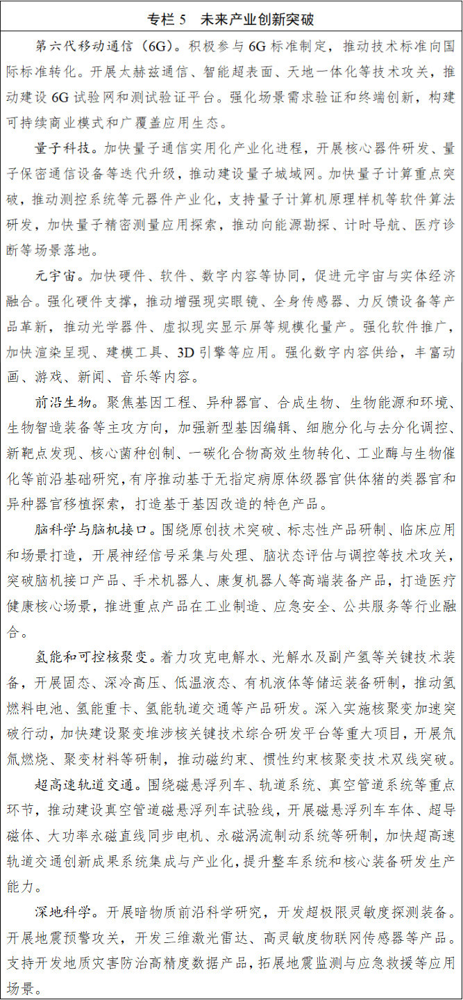 专栏 5　未来产业创新突破
第六代移动通信（6G）。积极参与 6G 标准制定，推动技术标准向国
际标准转化。开展太赫兹通信、智能超表面、天地一体化等技术攻关，推
动建设 6G 试验网和测试验证平台。强化场景需求验证和终端创新，构建
可持续商业模式和广覆盖应用生态。
量子科技。加快量子通信实用化产业化进程，开展核心器件研发、量
子保密通信设备等迭代升级，推动建设量子城域网。加快量子计算重点突
破，推动测控系统等元器件产业化，支持量子计算机原理样机等软件算法
研发，加快量子精密测量应用探索，推动向能源勘探、计时导航、医疗诊
断等场景落地。
元宇宙。加快硬件、软件、数字内容等协同，促进元宇宙与实体经济
融合。强化硬件支撑，推动增强现实眼镜、全身传感器、力反馈设备等产
品革新，推动光学器件、虚拟现实显示屏等规模化量产。强化软件推广，
加快渲染呈现、建模工具、3D 引擎等应用。强化数字内容供给，丰富动
画、游戏、新闻、音乐等内容。
前沿生物。聚焦基因工程、异种器官、合成生物、生物能源和环境、
生物智造装备等主攻方向，加强新型基因编辑、细胞分化与去分化调控、
新靶点发现、核心菌种创制、一碳化合物高效生物转化、工业酶与生物催
化等前沿基础研究，有序推动基于无指定病原体级器官供体猪的类器官和
异种器官移植探索，打造基于基因改造的特色产品。
脑科学与脑机接口。围绕原创技术突破、标志性产品研制、临床应用
和场景打造，开展神经信号采集与处理、脑状态评估与调控等技术攻关，
突破脑机接口产品、手术机器人、康复机器人等高端装备产品，打造医疗
健康核心场景，推进重点产品在工业制造、应急安全、公共服务等行业融
合。
氢能和可控核聚变。着力攻克电解水、光解水及副产氢等关键技术装
备，开展固态、深冷高压、低温液态、有机液体等储运装备研制，推动氢
燃料电池、氢能重卡、氢能轨道交通等产品研发。深入实施核聚变加速突
破行动，加快建设聚变堆涉核关键技术综合研发平台等重大项目，开展氘
氚燃烧、聚变材料等研制，推动磁约束、惯性约束核聚变技术双线突破。
超高速轨道交通。围绕磁悬浮列车、轨道系统、真空管道系统等重点
环节，推动建设真空管道磁悬浮列车试验线，开展磁悬浮列车车体、超导
磁体、大功率永磁直线同步电机、永磁涡流制动系统等研制，加快超高速
轨道交通创新成果系统集成与产业化，提升整车系统和核心装备研发生产
能力。
深地科学。开展暗物质前沿科学研究，开发超极限灵敏度探测装备。
开展地震预警攻关，开发三维激光雷达、高灵敏度物联网传感器等产品。
支持开发地质灾害防治高精度数据产品，拓展地震监测与应急救援等应用
场景。